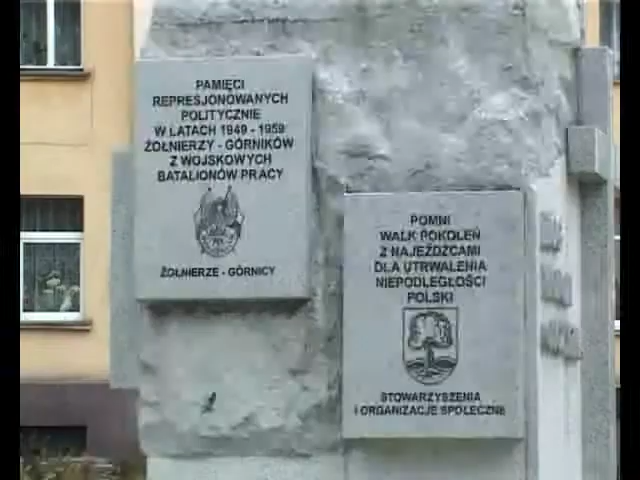 PAMIĘCI
REPRESJONOWANYCH
POLITYCZNIE
W LATACH 1949 - 1959
ŻOŁNIERZY - GÓRNIKÓW
Z WOJSKOWYCH
BATALIONÓW PRACY
ŻOŁNIERZE - GÓRNICY
POMNI
WALK POKOLEŃ
Z NAJEŹDŹCAMI
DLA UTRWALENIA
NIEPODLEGŁOŚCI
POLSKI
STOWARZYSZENIA
I ORGANIZACJE SPOŁECZNE